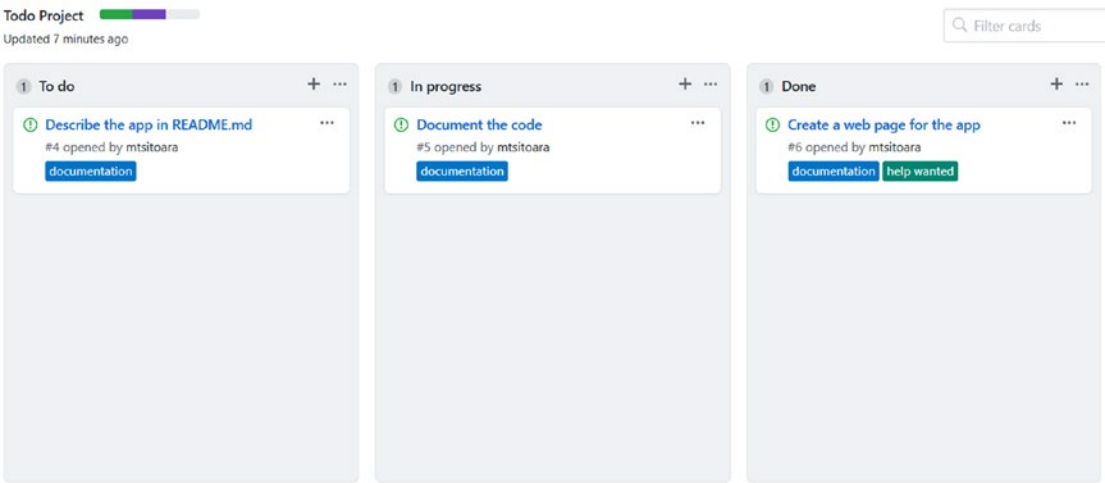 Todo Project
Updated 7 minutes ago
Filter cards
1 To do
Describe the app in README.md
#4 opened by mtsitoara
documentation
1 In progress
Document the code
#5 opened by mtsitoara
documentation
1 Done
Create a web page for the app
#6 opened by mtsitoara
documentation help wanted